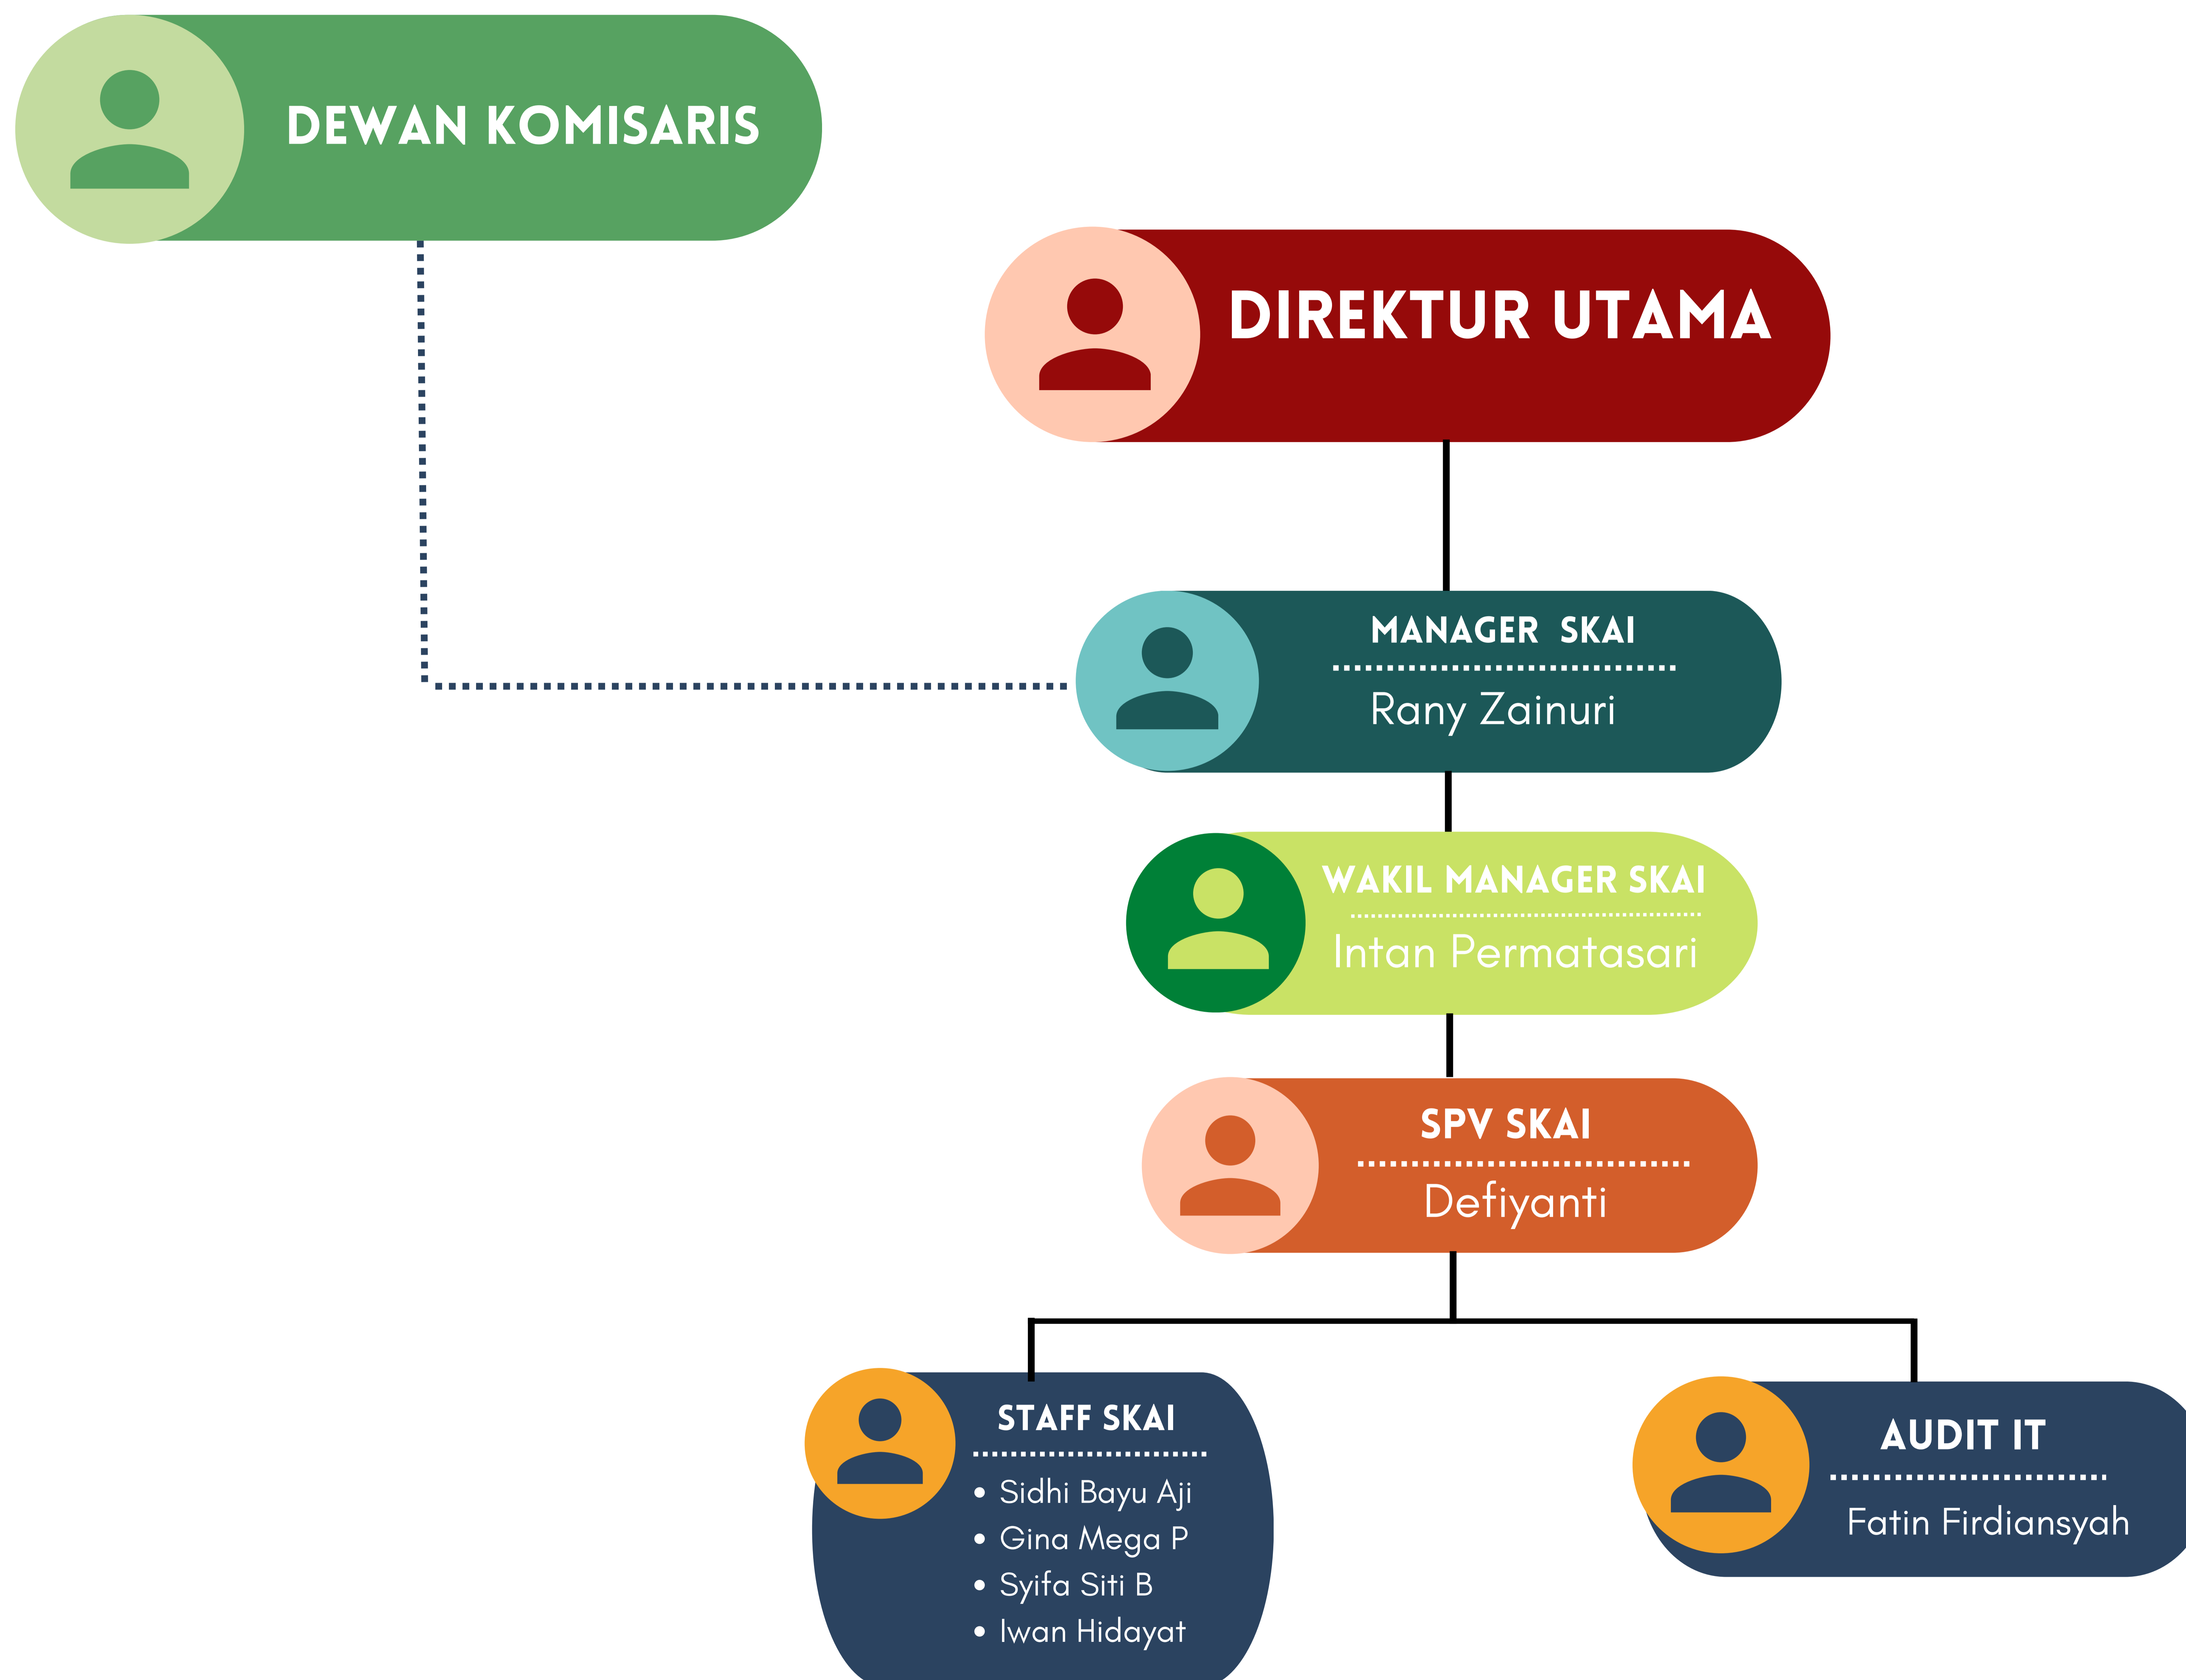 DEWAN KOMISARIS
DIREKTUR UTAMA
MANAGER SKAI
Rany Zainuri
WAKIL MANAGER SKAI
Intan Permatasari
SPV SKAI
Defiyanti
STAFF SKAI
• Sidhi Bayu Aji
• Gina Mega P
• Syifa Siti B
• Iwan Hidayat
AUDIT IT
Fatin Firdiansyah